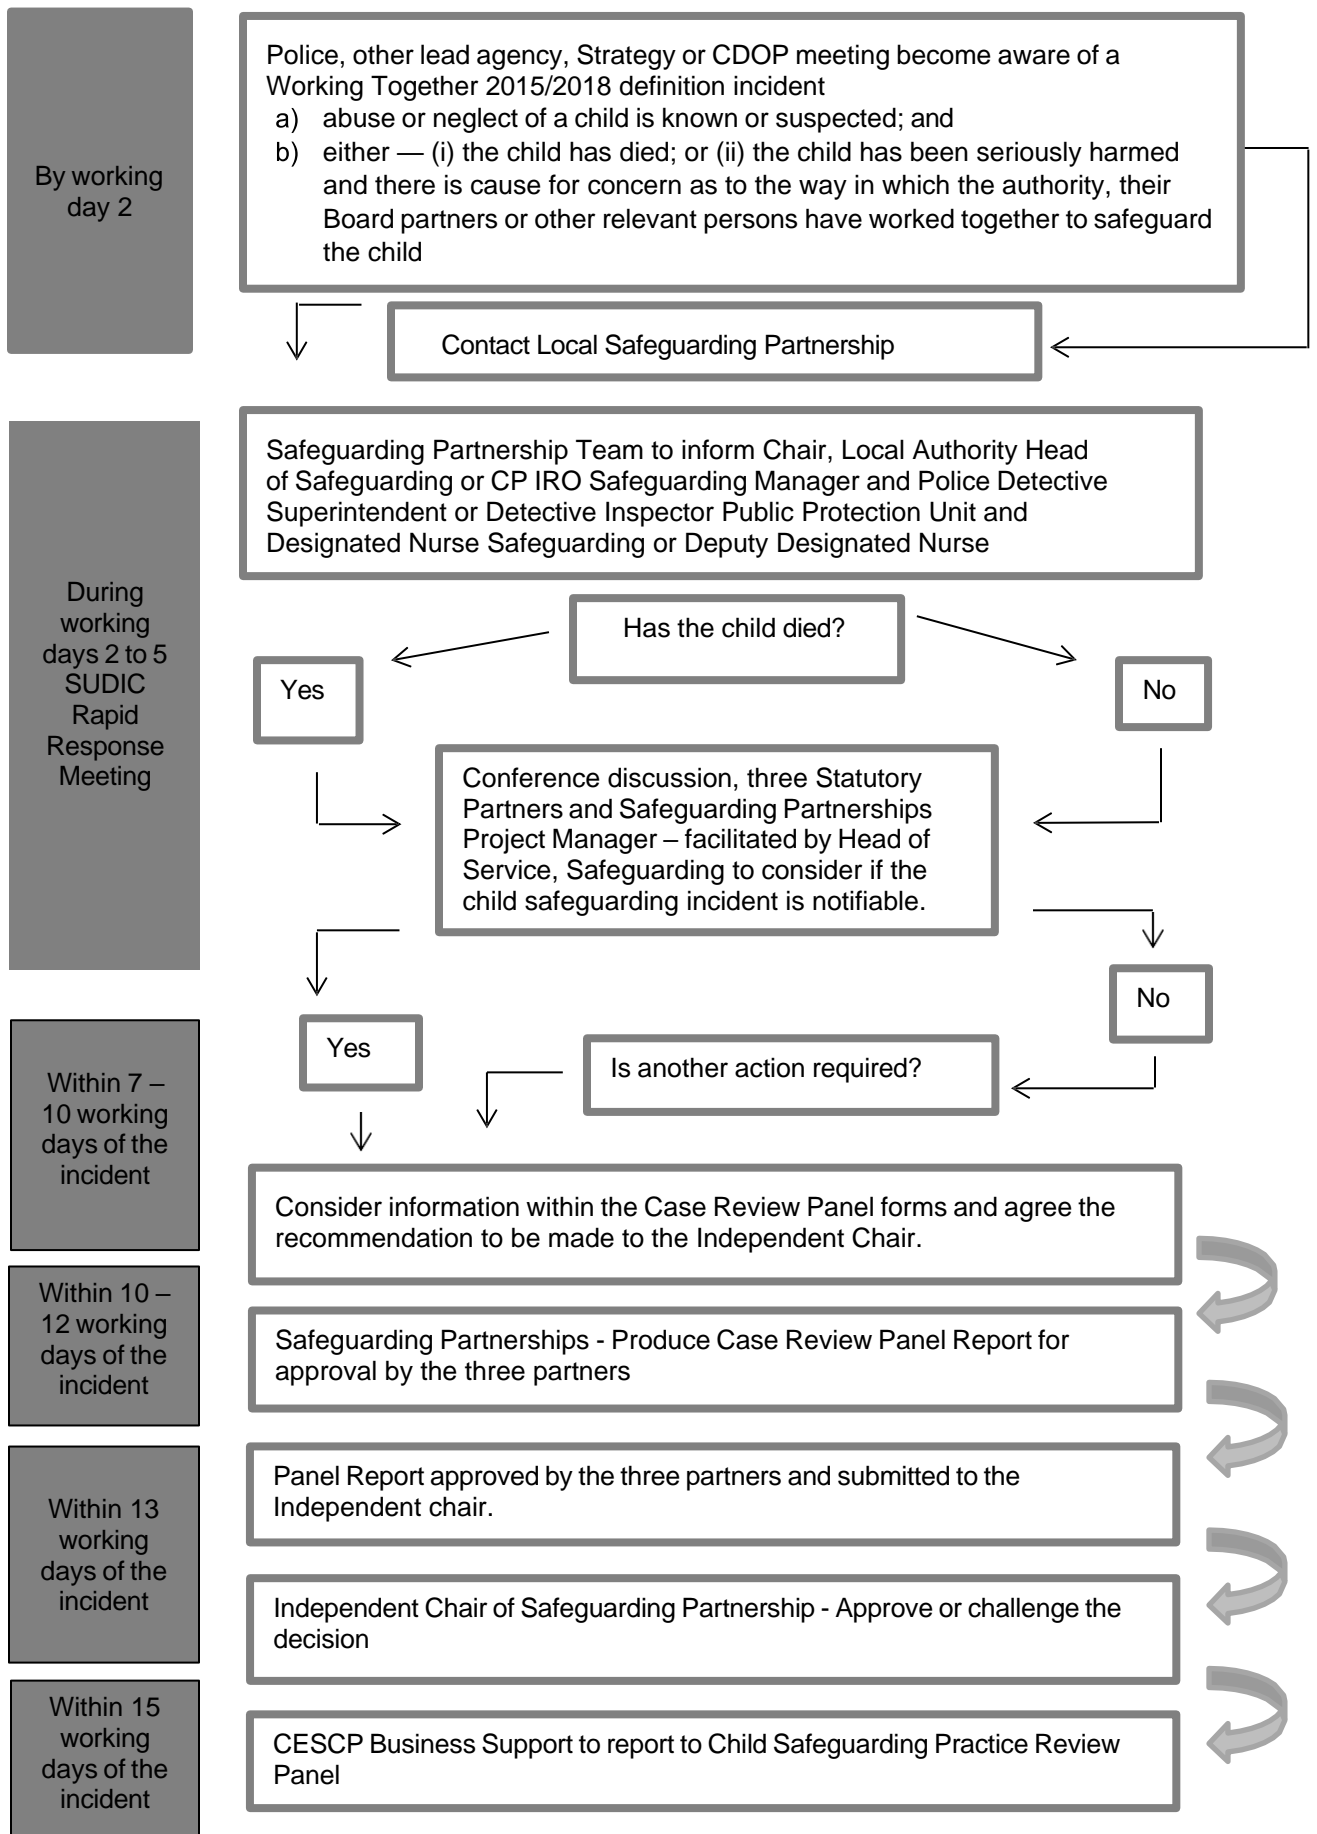 By working
day 2
Police, other lead agency, Strategy or CDOP meeting become aware of a
Working Together 2015/2018 definition incident
a) abuse or neglect of a child is known or suspected; and
b) either — (i) the child has died; or (ii) the child has been seriously harmed
and there is cause for concern as to the way in which the authority, their
Board partners or other relevant persons have worked together to safeguard
the child
Contact Local Safeguarding Partnership
During
working
days 2 to 5
SUDIC
Rapid
Response
Meeting
Safeguarding Partnership Team to inform Chair, Local Authority Head
of Safeguarding or CP IRO Safeguarding Manager and Police Detective
Superintendent or Detective Inspector Public Protection Unit and
Designated Nurse Safeguarding or Deputy Designated Nurse
Has the child died?
Yes
No
Conference discussion, three Statutory
Partners and Safeguarding Partnerships
Project Manager – facilitated by Head of
Service, Safeguarding to consider if the
child safeguarding incident is notifiable.
Yes
No
Is another action required?
Within 7 –
10 working
days of the
incident
Consider information within the Case Review Panel forms and agree the
recommendation to be made to the Independent Chair.
Within 10 –
12 working
days of the
incident
Safeguarding Partnerships - Produce Case Review Panel Report for
approval by the three partners
Within 13
working
days of the
incident
Panel Report approved by the three partners and submitted to the
Independent chair.
Independent Chair of Safeguarding Partnership - Approve or challenge the
decision
Within 15
working
days of the
incident
CESCP Business Support to report to Child Safeguarding Practice Review
Panel